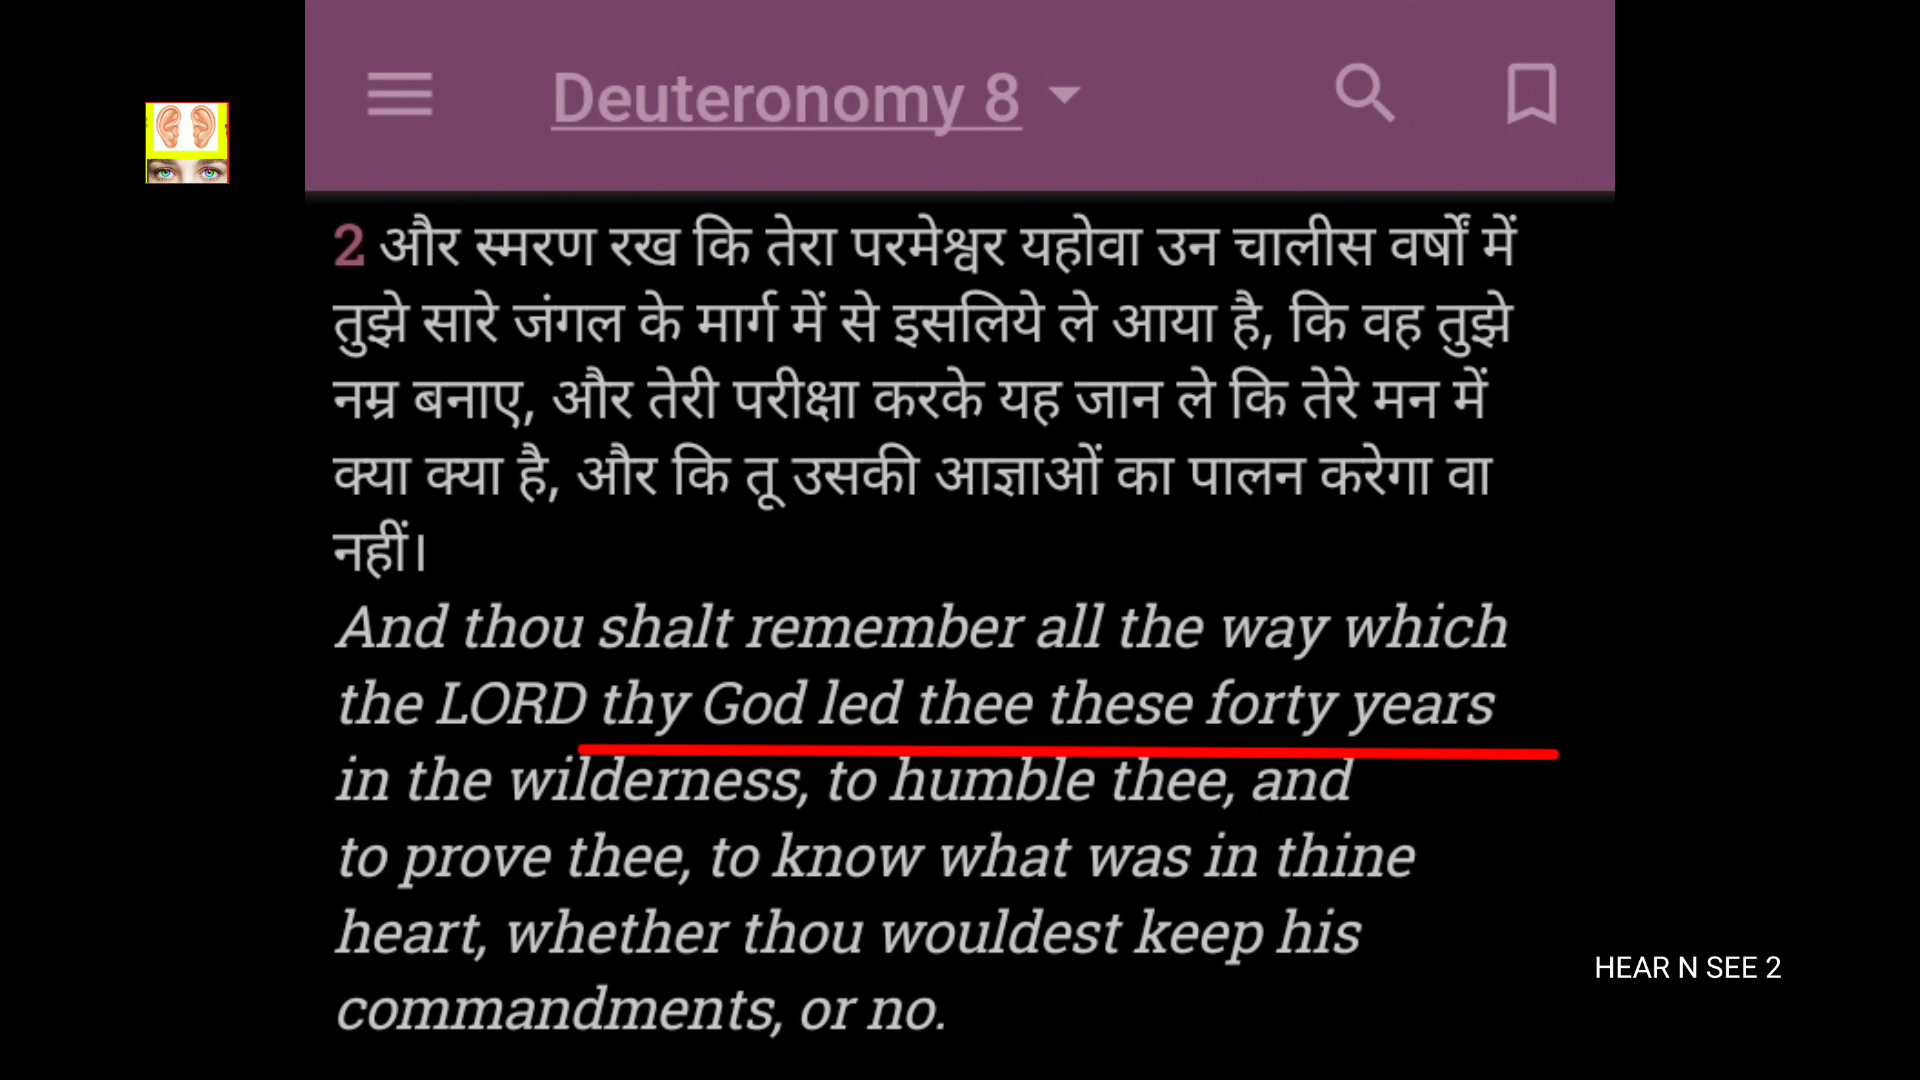 Deuteronomy 8
2 और स्मरण रख कि तेरा परमेश्वर यहोवा उन चालीस वर्षों में
तुझे सारे जंगल के मार्ग में से इसलिये ले आया है, कि वह तुझे
नम्र बनाए, और तेरी परीक्षा करके यह जान ले कि तेरे मन में
क्या क्या है, और कि तू उसकी आज्ञाओं का पालन करेगा वा
नहीं।
And thou shalt remember all the way which
the LORD thy God led thee these forty years
in the wilderness, to humble thee, and
to prove thee, to know what was in thine
heart, whether thou wouldest keep his
commandments, or no.
HEAR N SEE 2